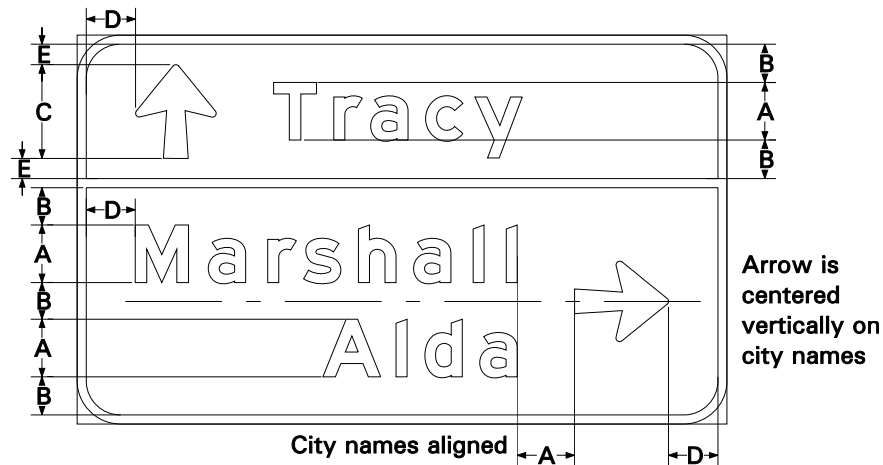 D
E
B
C
Tracy
A
E
B
B
D
A
Marshall
B
Arrow is
centered
vertically on
city names
A
Alda
B
City names aligned
A
D